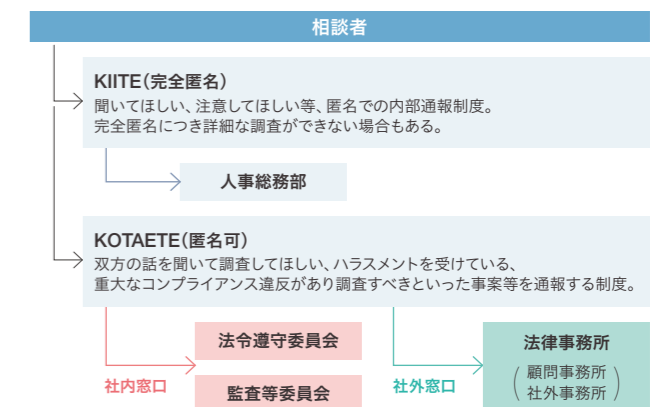 相談者
KIITE(完全匿名)
聞いてほしい、注意してほしい等、匿名での内部通報制度。
完全匿名につき詳細な調査ができない場合もある。
人事総務部
KOTAETE(匿名可)
双方の話を聞いて調査してほしい、ハラスメントを受けている、
重大なコンプライアンス違反があり調査すべきといった事案等を通報する制度。
社内窓口
法令遵守委員会
監査等委員会
社外窓口
法律事務所
(顧問事務所
社外事務所)